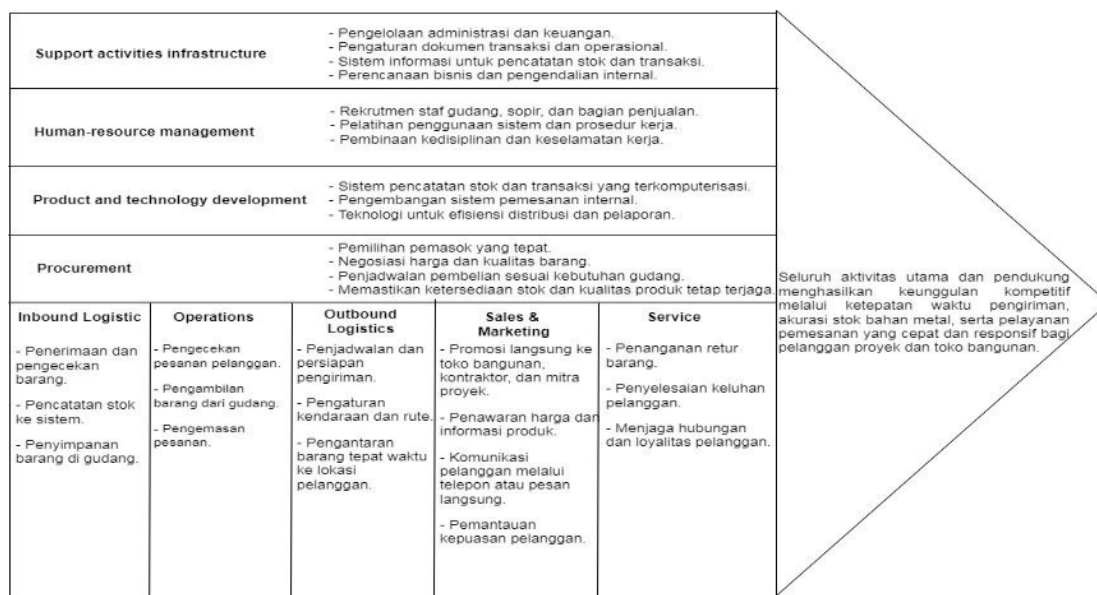 Support activities infrastructure
- Pengelolaan administrasi dan keuangan.
- Pengaturan dokumen transaksi dan operasional.
- Sistem informasi untuk pencatatan stok dan transaksi.
- Perencanaan bisnis dan pengendalian internal.
Human-resource management
- Rekrutmen staf gudang, sopir, dan bagian penjualan.
- Pelatihan penggunaan sistem dan prosedur kerja.
- Pembinaan kedisiplinan dan keselamatan kerja.
Product and technology development
- Sistem pencatatan stok dan transaksi yang terkomputerisasi.
- Pengembangan sistem pemesanan internal.
- Teknologi untuk efisiensi distribusi dan pelaporan.
Procurement
- Pemilihan pemasok yang tepat.
- Negosiasi harga dan kualitas barang.
- Penjadwalan pembelian sesuai kebutuhan gudang.
- Memastikan ketersediaan stok dan kualitas produk tetap terjaga.
Inbound Logistic
- Penerimaan dan
pengecekan
barang.
- Pencatatan stok
ke sistem.
- Penyimpanan
barang di gudang.
Operations
- Pengecekan
pesanan pelanggan.
- Pengambilan
barang dari gudang.
- Pengemasan
pesanan.
Outbound
Logistics
- Penjadwalan dan
persiapan
pengiriman.
- Pengaturan
kendaraan dan rute.
- Pengantaran
barang tepat waktu
ke lokasi
pelanggan.
Sales &
Marketing
- Promosi langsung ke
toko bangunan,
kontraktor, dan mitra
proyek.
- Penawaran harga dan
informasi produk.
- Komunikasi
pelanggan melalui
telepon atau pesan
langsung.
- Pemantauan
kepuasan pelanggan.
Service
- Penanganan retur
barang.
- Penyelesaian keluhan
pelanggan.
- Menjaga hubungan
dan loyalitas pelanggan.
Seluruh aktivitas utama dan pendukung
menghasilkan keunggulan kompetitif
melalui ketepatan waktu pengiriman,
akurasi stok bahan metal, serta pelayanan
pemesanan yang cepat dan responsif bagi
pelanggan proyek dan toko bangunan.